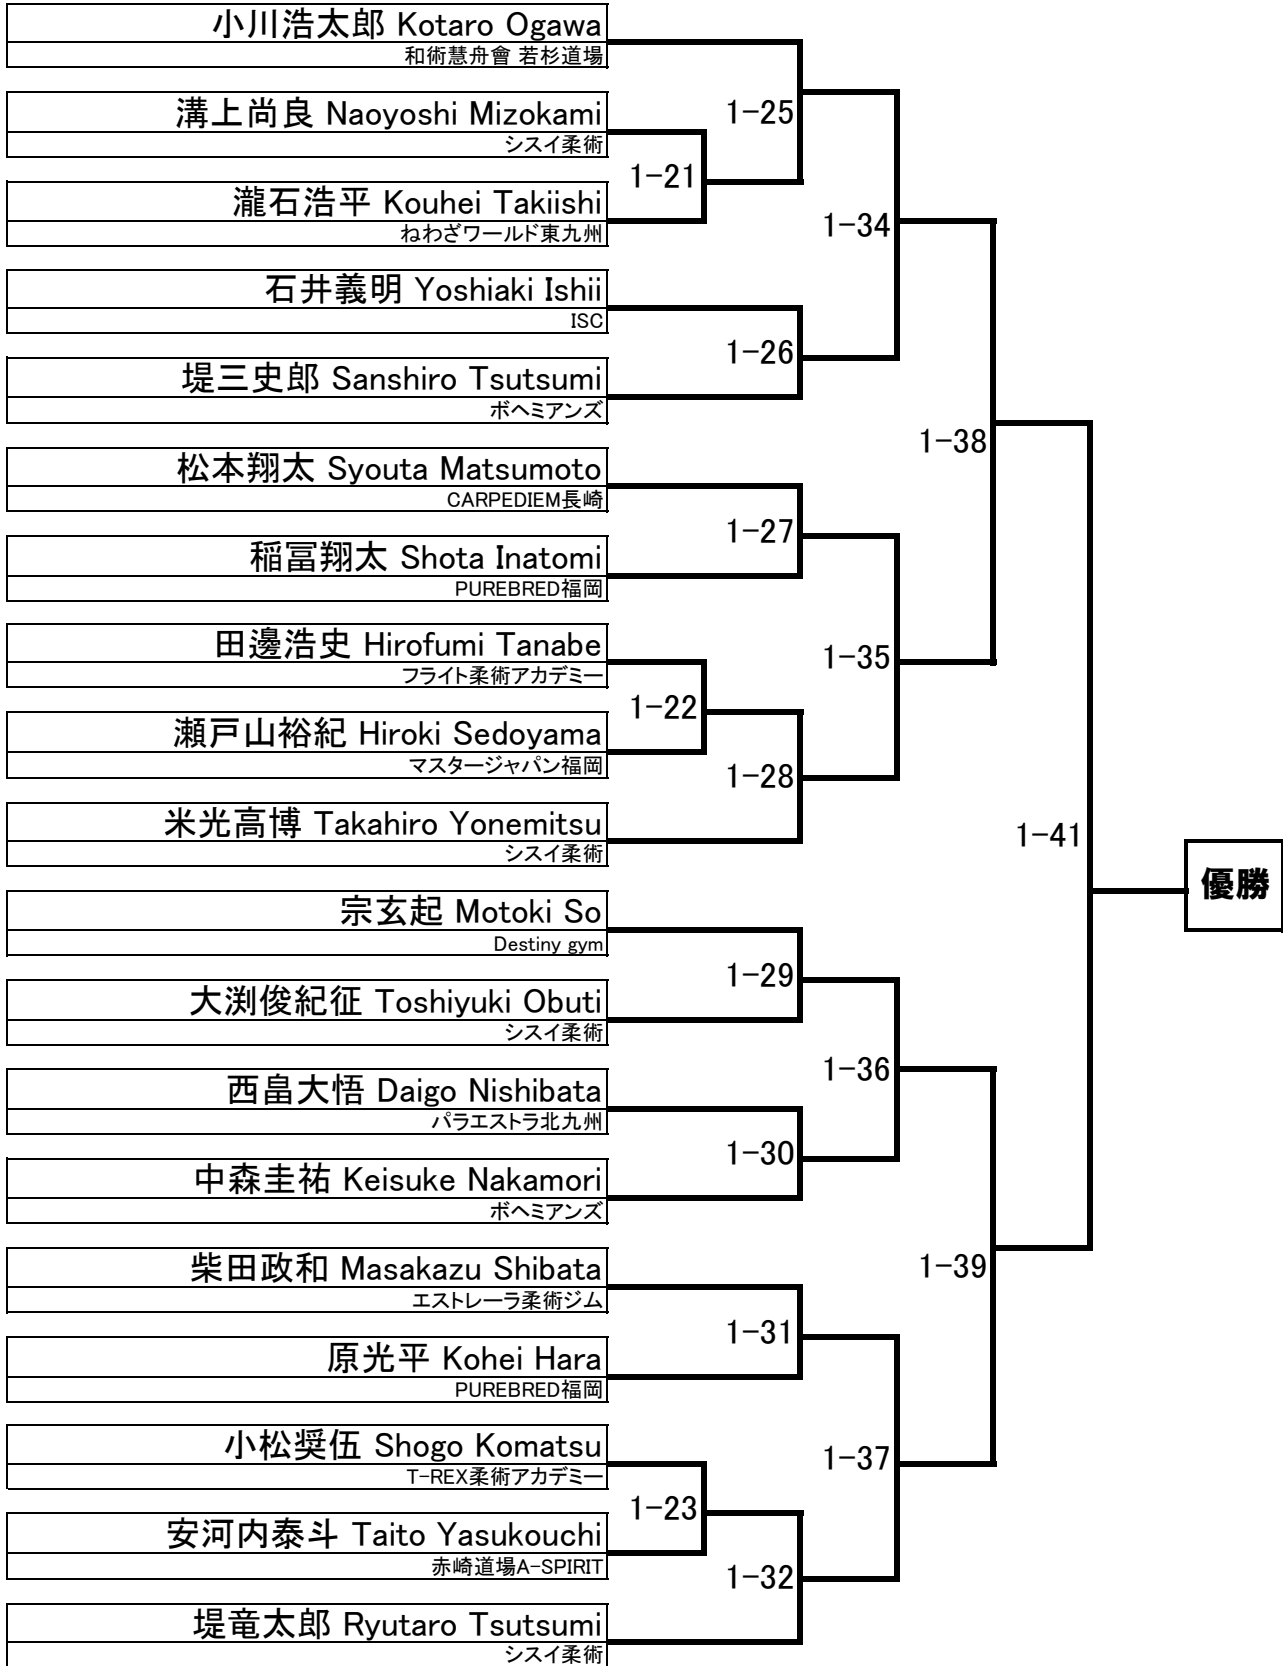 小川浩太郎 Kotaro Ogawa
和術慧舟會 若杉道場
溝上尚良 Naoyoshi Mizokami
シスイ柔術
瀧石浩平 Kouhei Takiishi
ねわざワールド東九州
石井義明 Yoshiaki Ishii
ISC
堤三史郎 Sanshiro Tsutsumi
ボヘミアンズ
松本翔太 Syouta Matsumoto
CARPEDIEM長崎
稲冨翔太 Shota Inatomi
PUREBRED福岡
田邊浩史 Hirofumi Tanabe
フライト柔術アカデミー
瀬戸山裕紀 Hiroki Sedoyama
マスタージャパン福岡
米光高博 Takahiro Yonemitsu
シスイ柔術
宗玄起 Motoki So
Destiny gym
大渕俊紀征 Toshiyuki Obuti
シスイ柔術
西畠大悟 Daigo Nishibata
パラエストラ北九州
中森圭祐 Keisuke Nakamori
ボヘミアンズ
柴田政和 Masakazu Shibata
エストレーラ柔術ジム
原光平 Kohei Hara
PUREBRED福岡
小松奨伍 Shogo Komatsu
T-REX柔術アカデミー
安河内泰斗 Taito Yasukouchi
赤崎道場A-SPIRIT
堤竜太郎 Ryutaro Tsutsumi
シスイ柔術
1-21
1-22
1-23
1-25
1-26
1-27
1-28
1-29
1-30
1-31
1-32
1-34
1-35
1-36
1-37
1-38
1-39
1-41
優勝